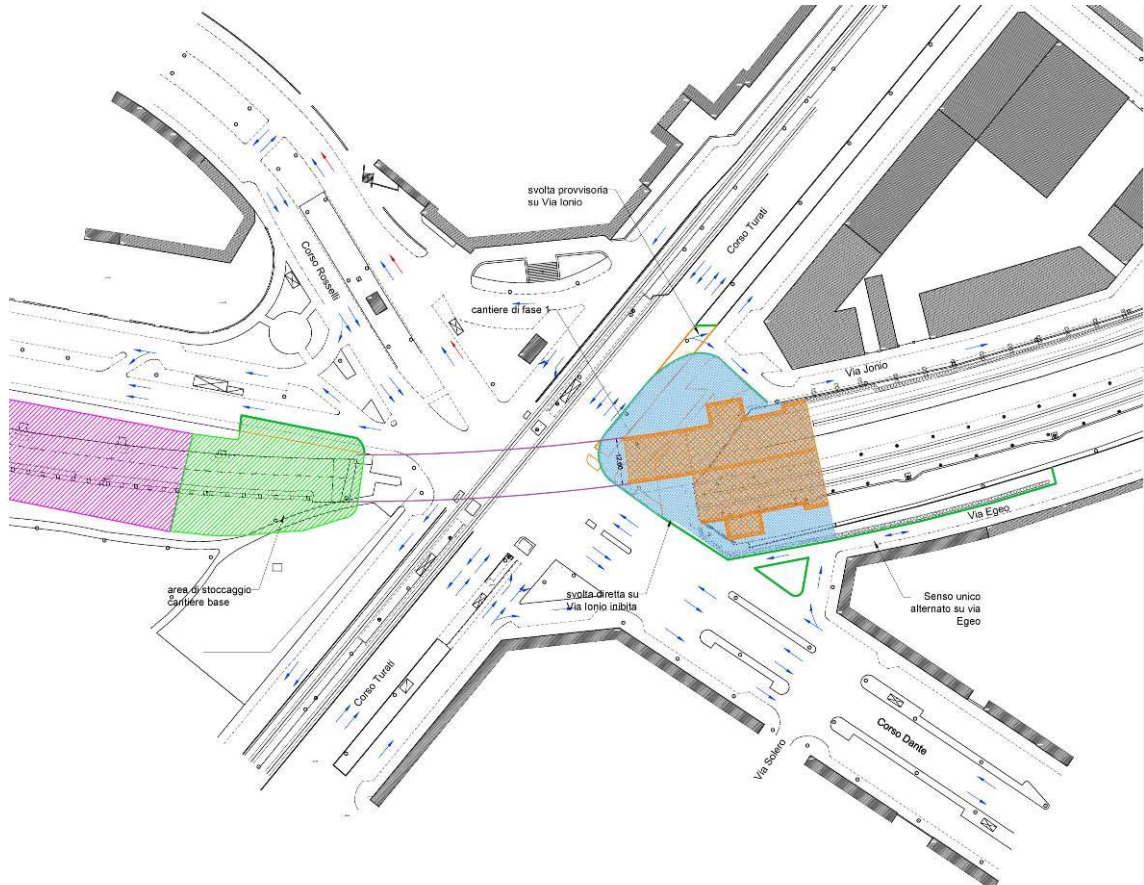 svolta provvisoria
su Via Ionio
Corso Turati
Corso Rosselli
cantiere di fase 1
Via Jonio
12.90
Via Egeo
area di stoccaggio
cantiere base
svolta diretta su
Via Ionio inibita
Senso unico
alternato su via
Egeo
Corso Turati
Corso Dante
Via Solero